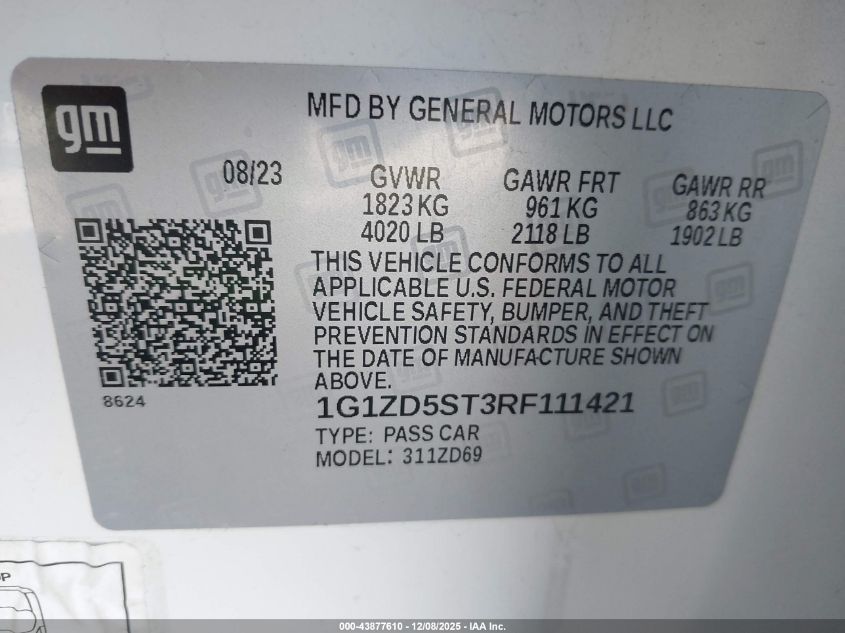 gm
MFD BY GENERAL MOTORS LLC
08/23
GVWR GAWR FRT GAWR RR
1823 KG 961 KG 863 KG
4020 LB 2118 LB 1902 LB
THIS VEHICLE CONFORMS TO ALL
APPLICABLE U.S. FEDERAL MOTOR
VEHICLE SAFETY, BUMPER, AND THEFT
PREVENTION STANDARDS IN EFFECT ON
THE DATE OF MANUFACTURE SHOWN
ABOVE.
8624
1G1ZD5ST3RF111421
TYPE: PASS CAR
MODEL: 311ZD69
000-43877610 - 12/08/2025 - IAA Inc.